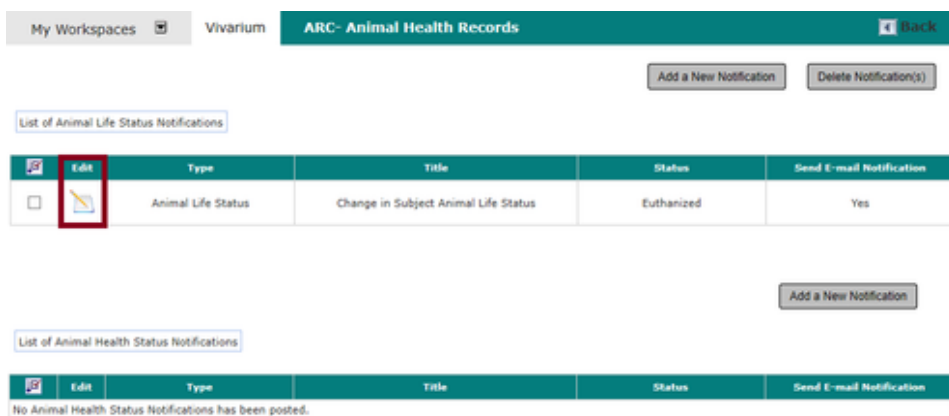 My Workspaces Vivarium ARC- Animal Health Records Back
Add a New Notification Delete Notification(s)
List of Animal Life Status Notifications
Edit Type Title Status Send E-mail Notification
Animal Life Status Change in Subject Animal Life Status Euthanized Yes
Add a New Notification
List of Animal Health Status Notifications
Edit Type Title Status Send E-mail Notification
No Animal Health Status Notifications has been posted.